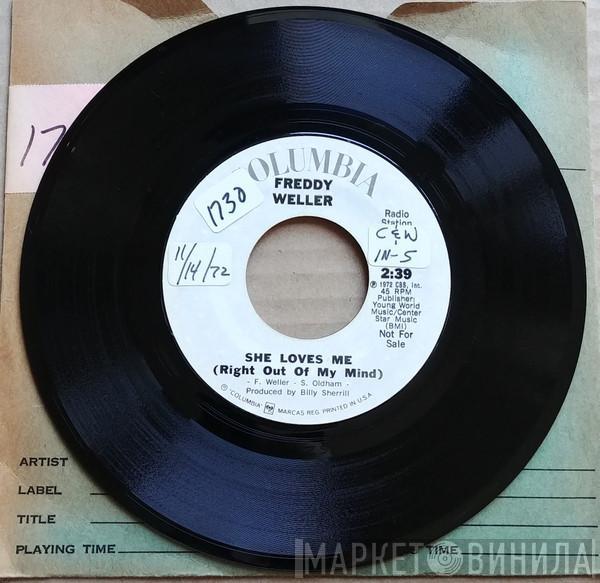 17
COLUMBIA
FREDDY
WELLER
1730
Radio
Station
C & W
IN-5
11/14/72
2:39
℗ 1972 CBS, Inc.
45 RPM
Publisher:
Young World
Music/Center
Star Music
(BMI)
Not For
Sale
SHE LOVES ME
(Right Out Of My Mind)
- F. Weller - S. Oldham -
Produced by Billy Sherrill
® "COLUMBIA" MARCAS REG. PRINTED IN U.S.A.
ARTIST
LABEL
TITLE
PLAYING TIME
TIME
МАРКЕТ ВИНИЛА